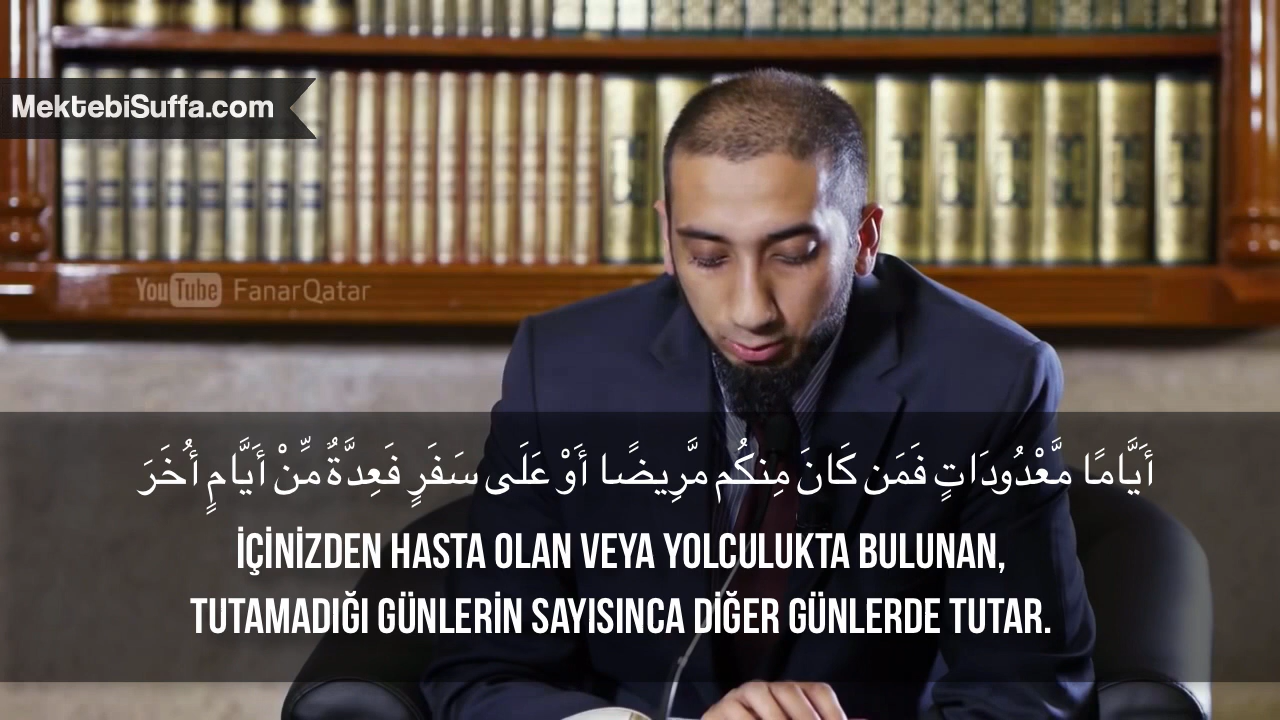 MektebiSuffa.com
YouTube FanarQatar
أَيَّامًا مَّعْدُودَاتٍ فَمَن كَانَ مِنكُم مَّرِيضًا أَوْ عَلَى سَفَرٍ فَعِدَّةٌ مِّنْ أَيَّامٍ أُخَرَ
İÇİNİZDEN HASTA OLAN VEYA YOLCULUKTA BULUNAN,
TUTAMADIĞI GÜNLERİN SAYISINCA DİĞER GÜNLERDE TUTAR.